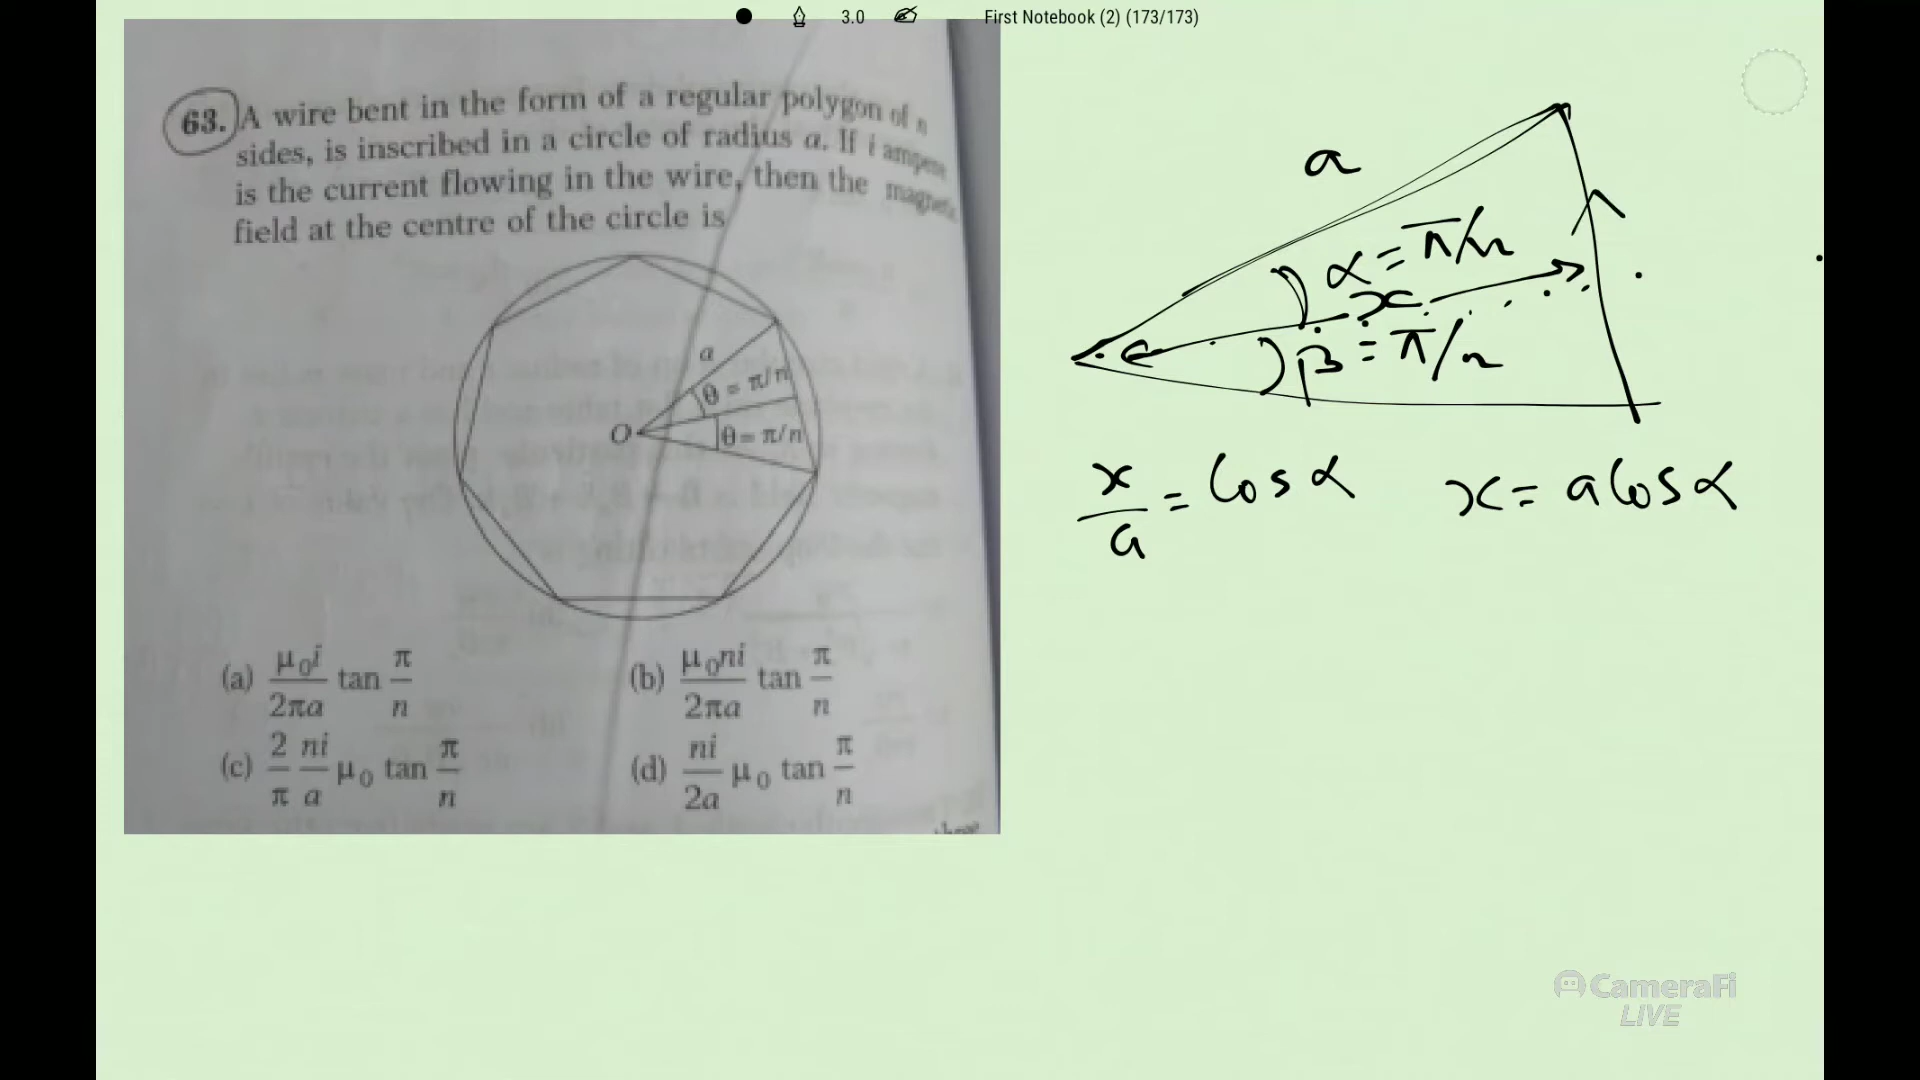 3.0 First Notebook (2) (173/173)
63. A wire bent in the form of a regular polygon of n
sides, is inscribed in a circle of radius a. If i ampere
is the current flowing in the wire, then the magnetic
field at the centre of the circle is
a
θ = π/n
O
θ = π/n
(a) μ₀i/2πa tan π/n
(b) μ₀ni/2πa tan π/n
(c) 2/π ni/a μ₀ tan π/n
(d) ni/2a μ₀ tan π/n
a
α = π/n
x
β = π/n
x/a = Cos α
x = a Cos α
CameraFi
LIVE